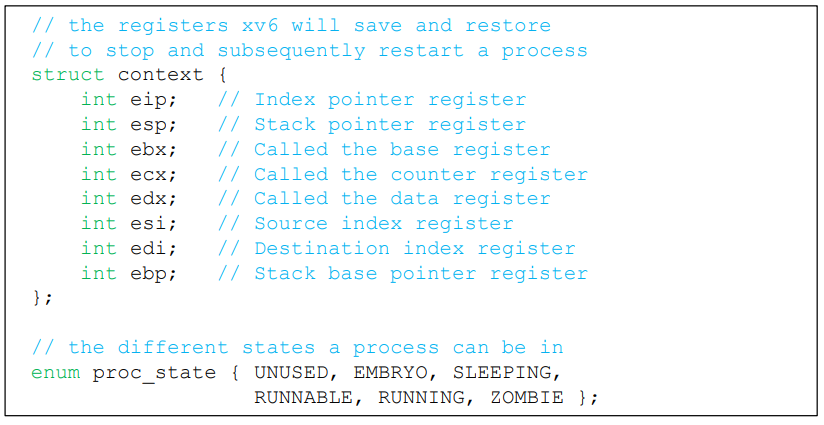 // the registers xv6 will save and restore
// to stop and subsequently restart a process
struct context {
    int eip;   // Index pointer register
    int esp;   // Stack pointer register
    int ebx;   // Called the base register
    int ecx;   // Called the counter register
    int edx;   // Called the data register
    int esi;   // Source index register
    int edi;   // Destination index register
    int ebp;   // Stack base pointer register
};

// the different states a process can be in
enum proc_state { UNUSED, EMBRYO, SLEEPING,
                  RUNNABLE, RUNNING, ZOMBIE };